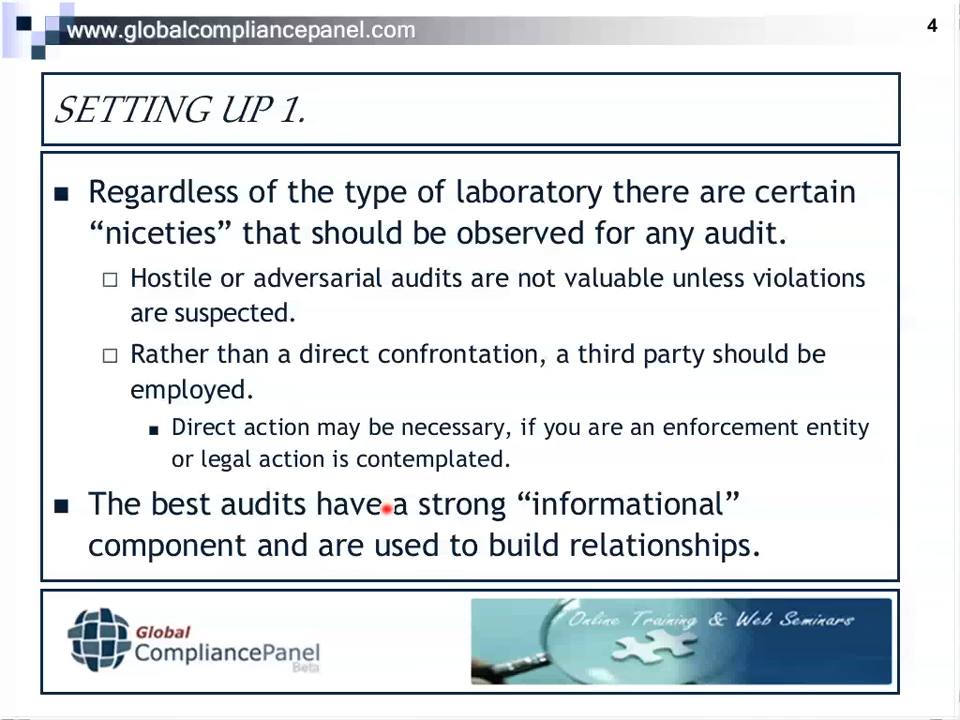 www.globalcompliancepanel.com
4
SETTING UP 1.
Regardless of the type of laboratory there are certain
“niceties” that should be observed for any audit.
Hostile or adversarial audits are not valuable unless violations
are suspected.
Rather than a direct confrontation, a third party should be
employed.
Direct action may be necessary, if you are an enforcement entity
or legal action is contemplated.
The best audits have a strong “informational”
component and are used to build relationships.
Global
CompliancePanel
Beta
Online Training & Web Seminars